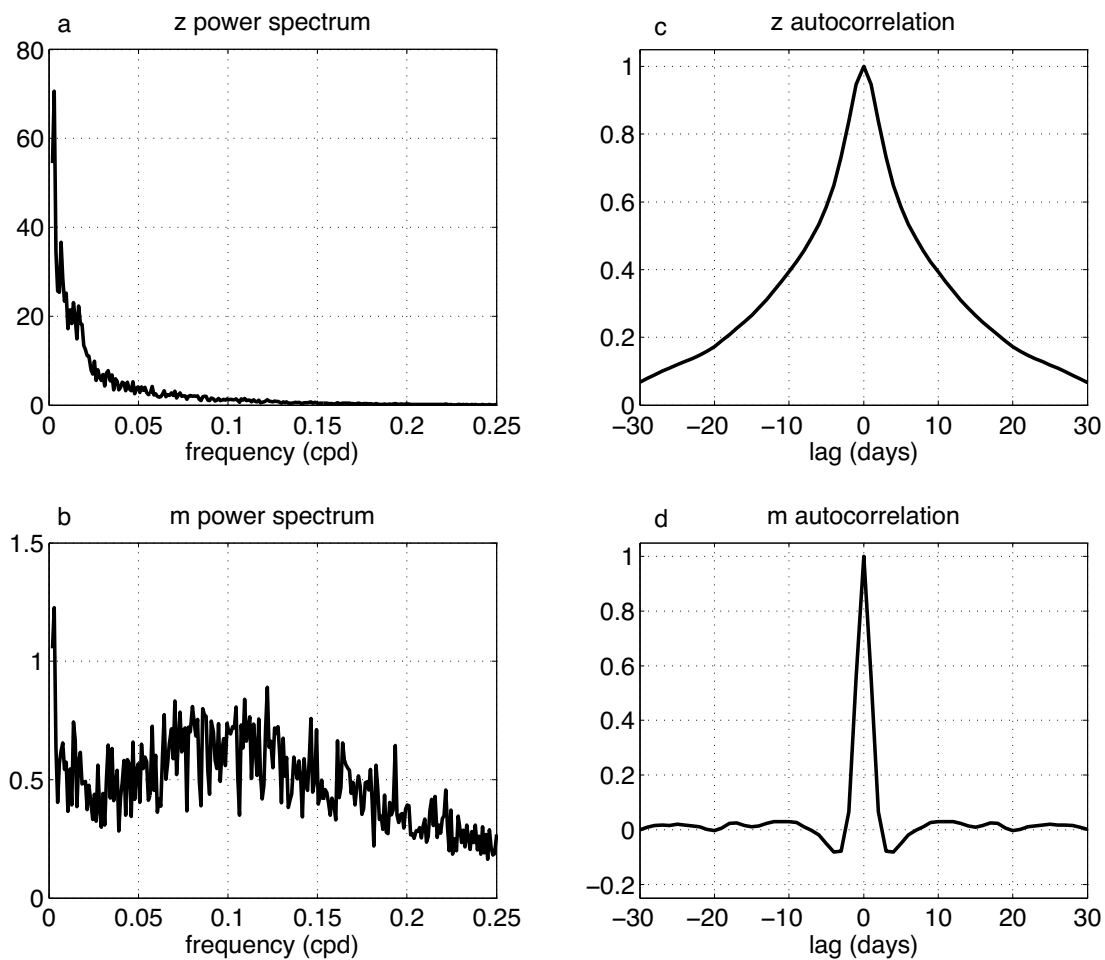 a z power spectrum
80
60
40
20
0
0 0.05 0.1 0.15 0.2 0.25
frequency (cpd)
c z autocorrelation
1
0.8
0.6
0.4
0.2
0
−30 −20 −10 0 10 20 30
lag (days)
b m power spectrum
1.5
1
0.5
0
0 0.05 0.1 0.15 0.2 0.25
frequency (cpd)
d m autocorrelation
1
0.8
0.6
0.4
0.2
0
−0.2
−30 −20 −10 0 10 20 30
lag (days)